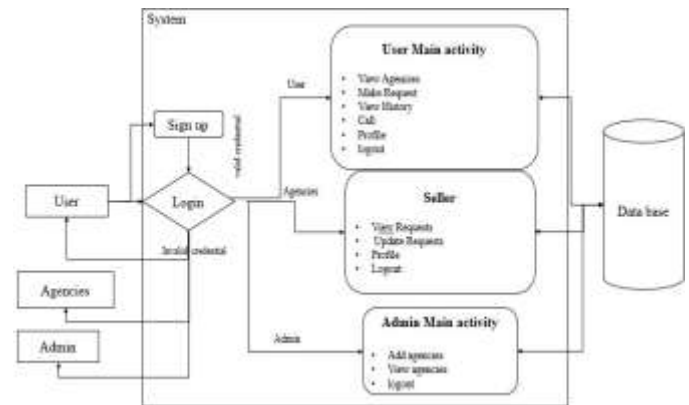 System
User Main activity
• View Agencies
• Make Request
• View History
• Call
• Profile
• logout
User
Sign up
valid credential
User
Login
Agencies
Seller
• View Requests
• Update Requests
• Profile
• Logout
Data base
Invalid credential
Agencies
Admin
Admin
Admin Main activity
• Add agencies
• View agencies
• logout